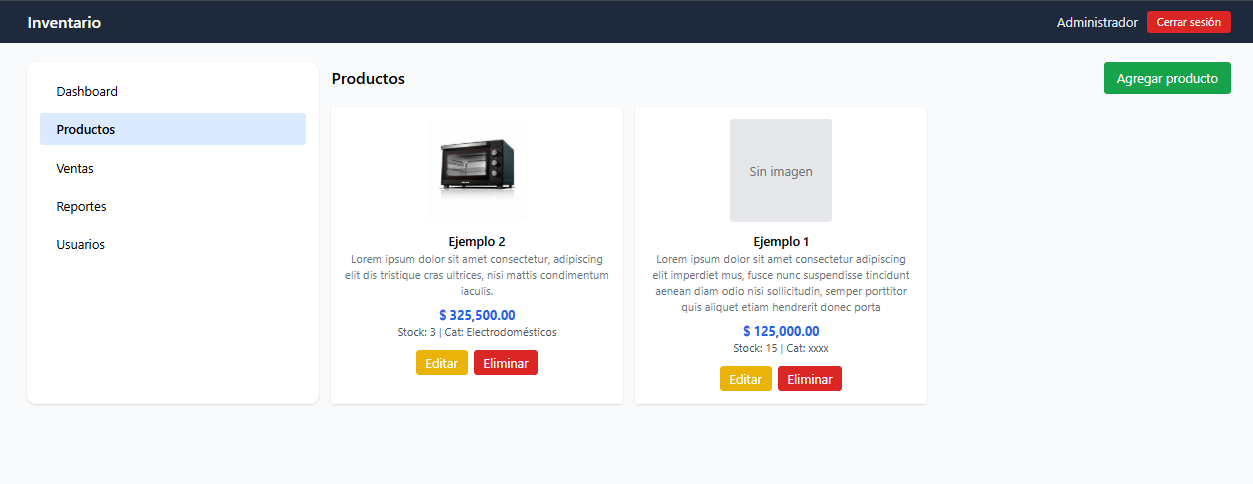 Inventario
Administrador
Cerrar sesión
Dashboard
Productos
Ventas
Reportes
Usuarios
Productos
Agregar producto
Ejemplo 2
Lorem ipsum dolor sit amet consectetur, adipiscing
elit dis tristique cras ultrices, nisi mattis condimentum
iaculis.
$ 325,500.00
Stock: 3 | Cat: Electrodomésticos
Editar
Eliminar
Sin imagen
Ejemplo 1
Lorem ipsum dolor sit amet consectetur adipiscing
elit imperdiet mus, fusce nunc suspendisse tincidunt
aenean diam odio nisi sollicitudin, semper porttitor
quis aliquet etiam hendrerit donec porta
$ 125,000.00
Stock: 15 | Cat: xxxx
Editar
Eliminar